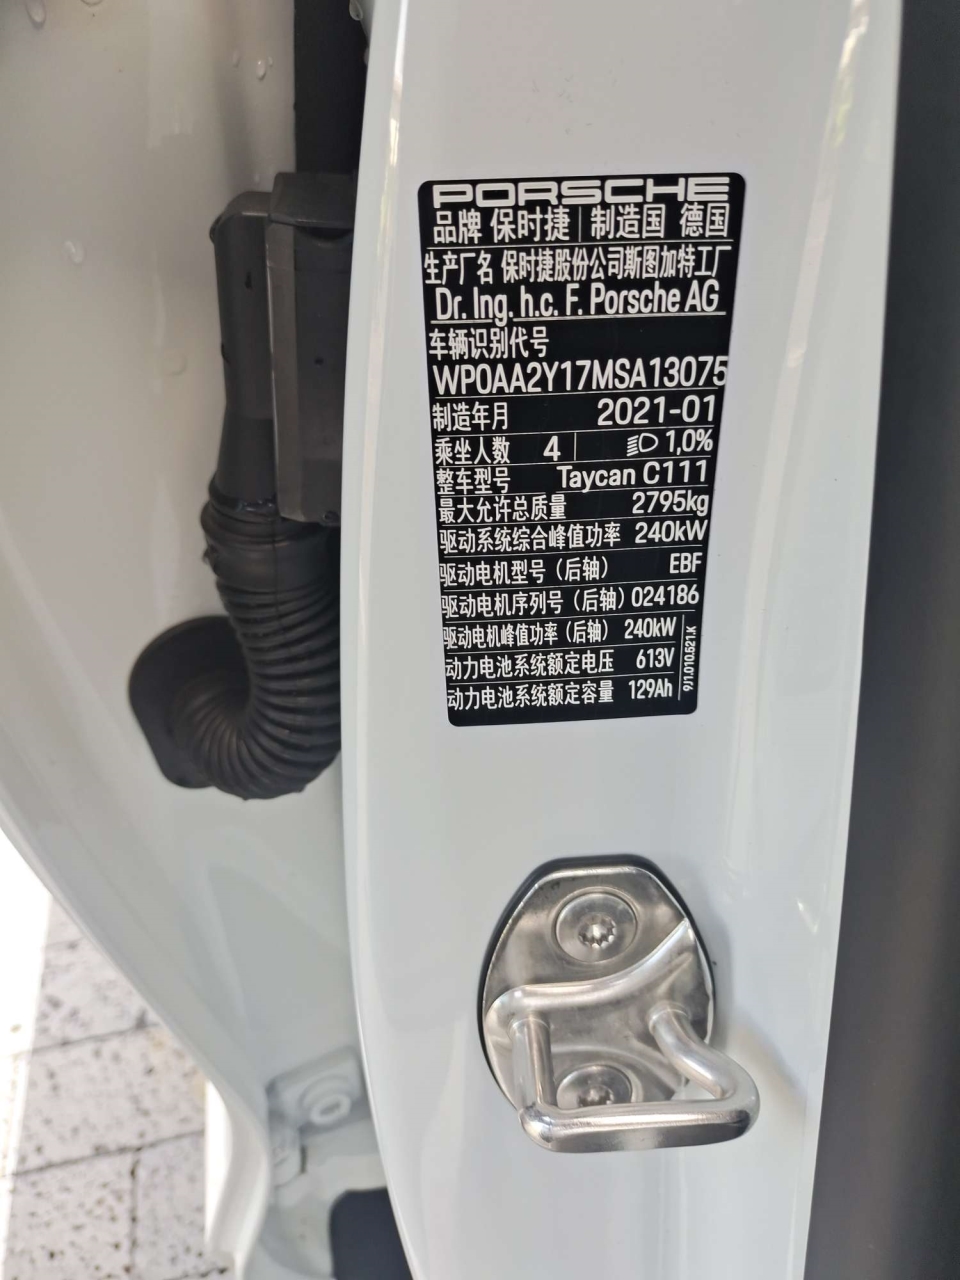 PORSCHE
品牌 保时捷 制造国 德国
生产厂名 保时捷股份公司斯图加特工厂
Dr. Ing. h.c. F. Porsche AG
车辆识别代号
WP0AA2Y17MSA13075
制造年月 2021-01
乘坐人数 4 1,0%
整车型号 Taycan C111
最大允许总质量 2795kg
驱动系统综合峰值功率 240kW
驱动电机型号（后轴） EBF
驱动电机序列号（后轴）024186
驱动电机峰值功率（后轴） 240kW
动力电池系统额定电压 613V
动力电池系统额定容量 129Ah
9J1.010.521.K